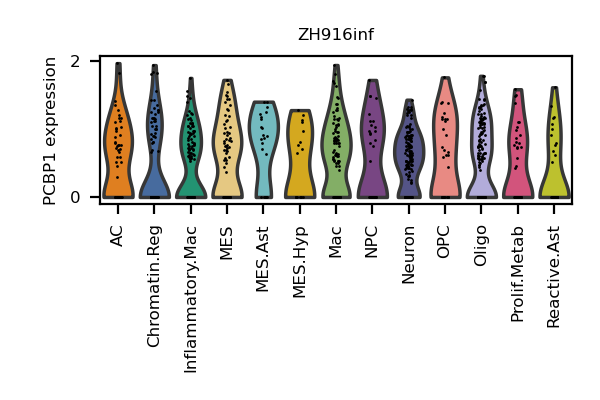 ZH916inf
PCBP1 expression
2
0
AC
Chromatin.Reg
Inflammatory.Mac
MES
MES.Ast
MES.Hyp
Mac
NPC
Neuron
OPC
Oligo
Prolif.Metab
Reactive.Ast